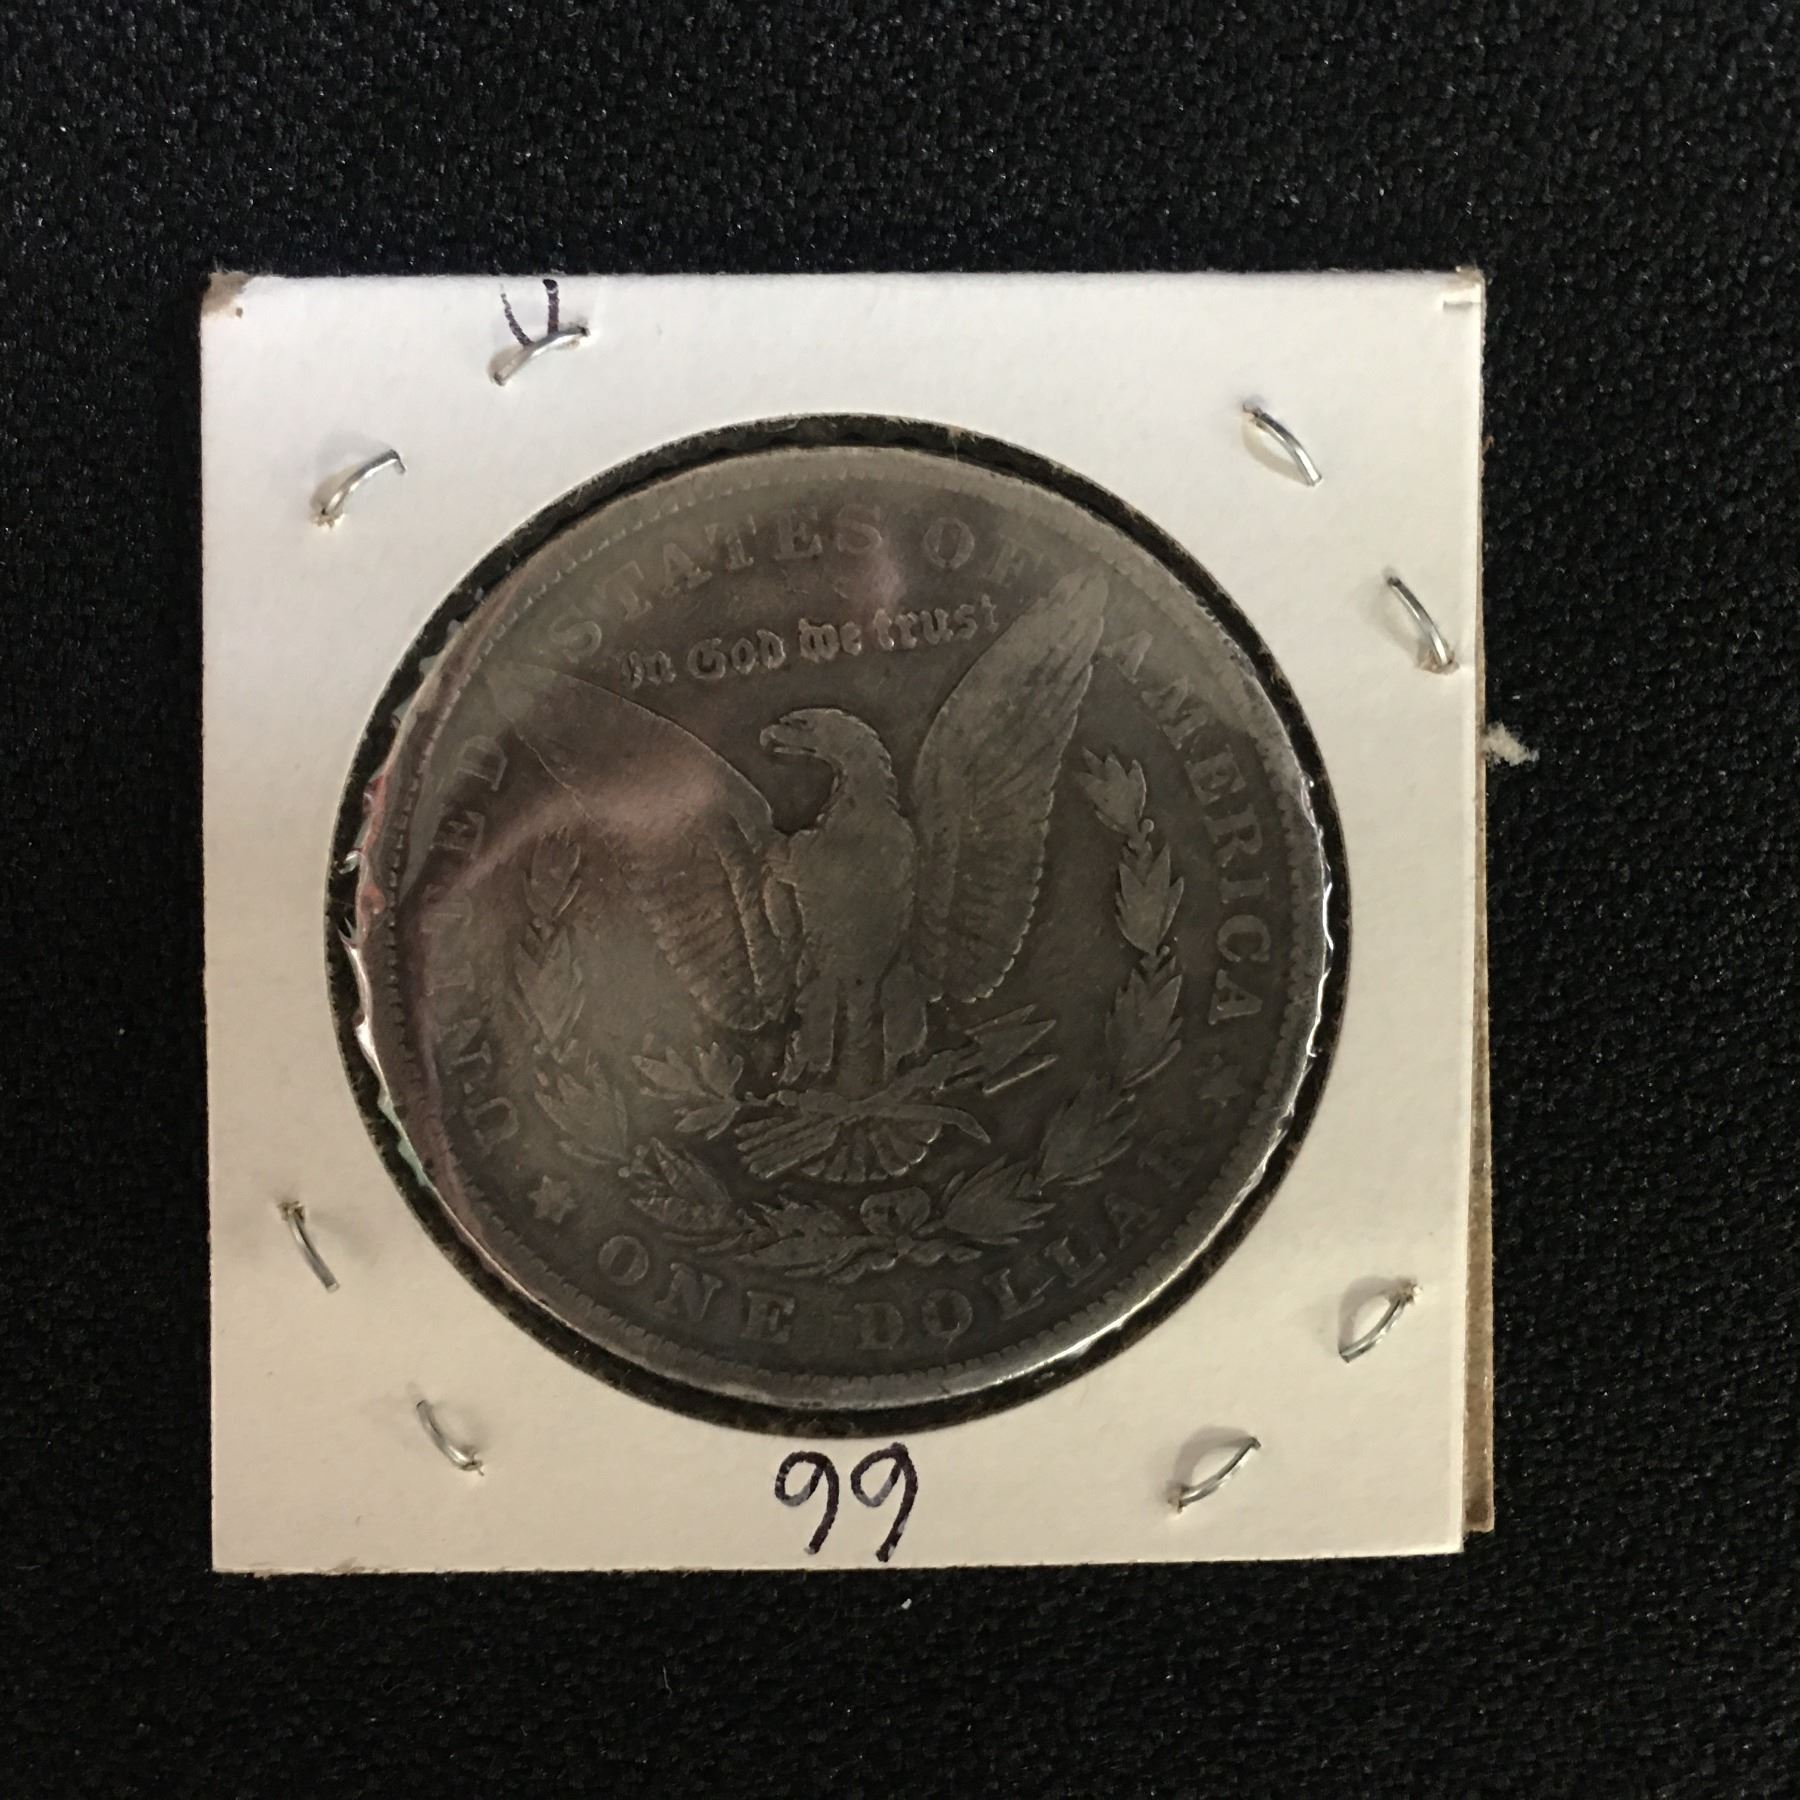 U
UNITED STATES OF AMERICA
In God we trust
ONE DOLLAR
99